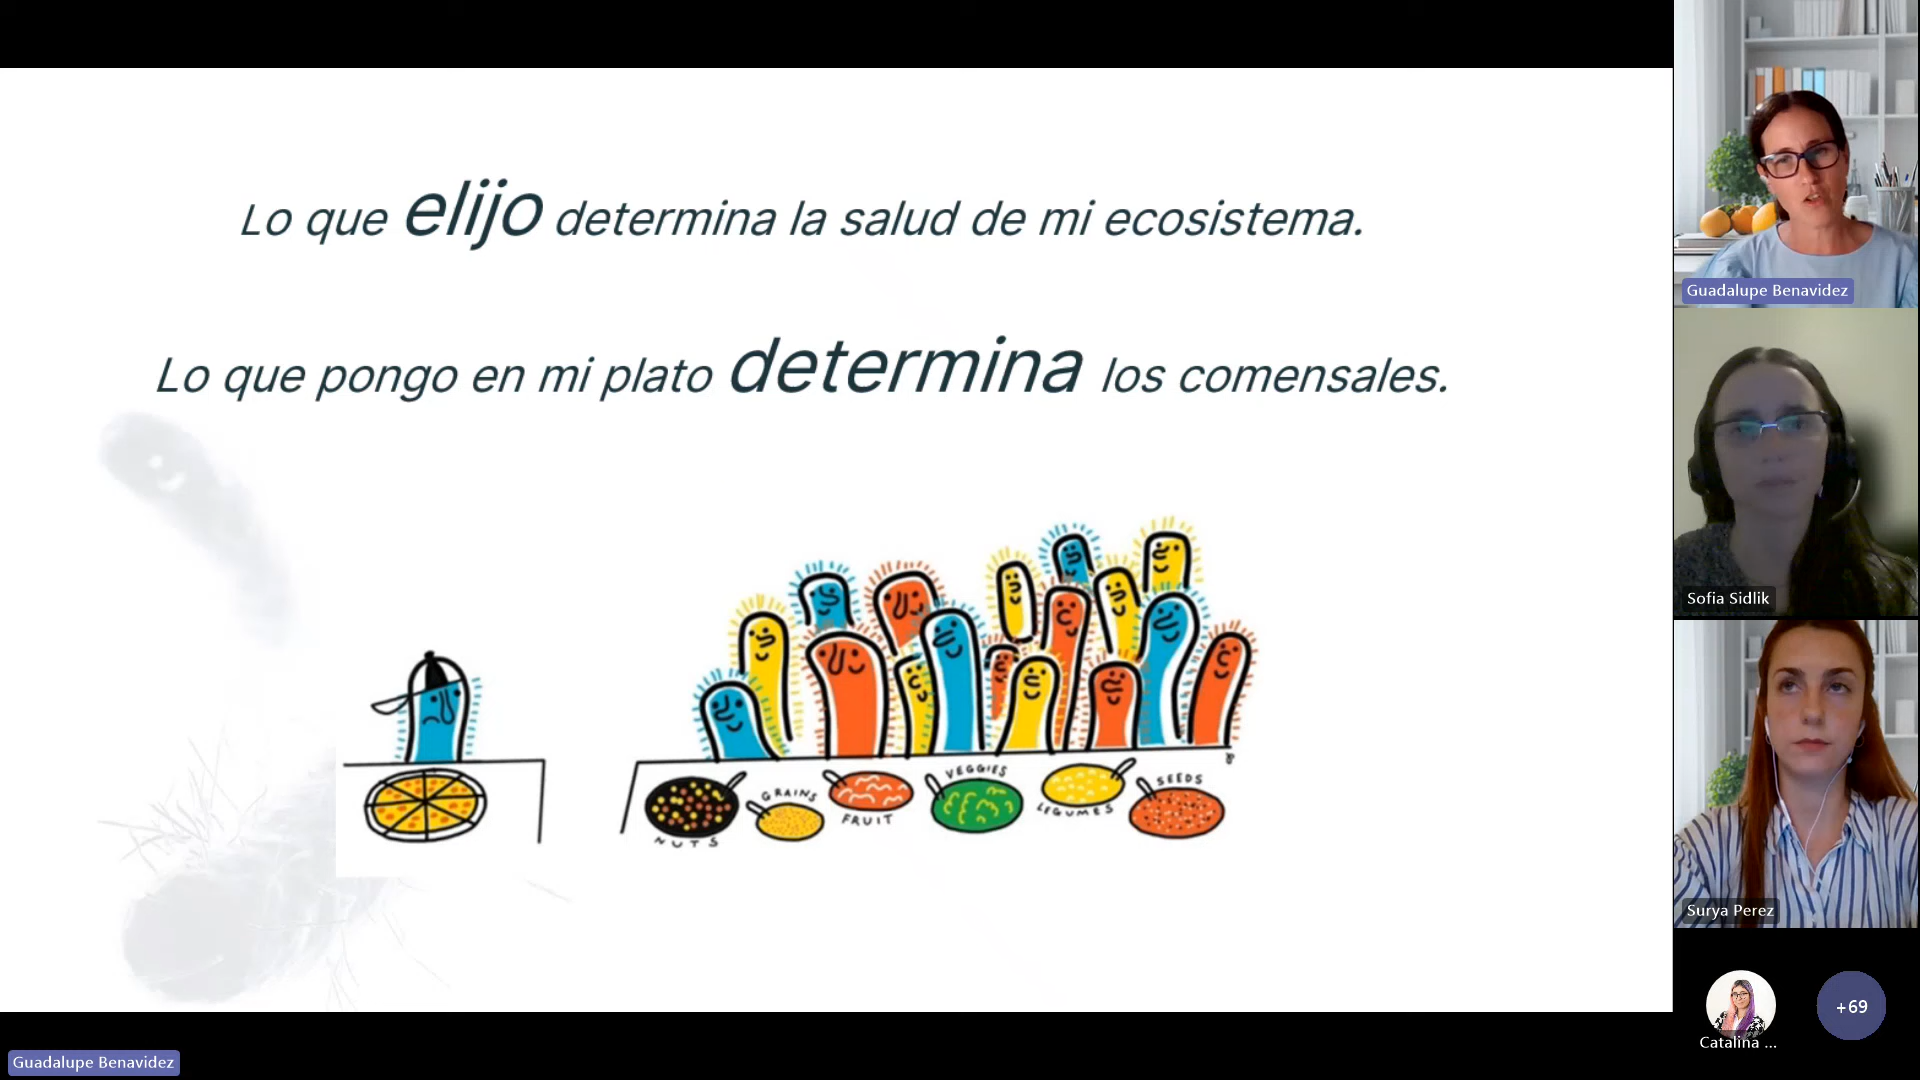 Lo que elijo determina la salud de mi ecosistema.
Lo que pongo en mi plato determina los comensales.
NUTS
GRAINS
FRUIT
VEGGIES
LEGUMES
SEEDS
Guadalupe Benavidez
Sofia Sidlik
Surya Perez
Catalina ...
+69
Guadalupe Benavidez